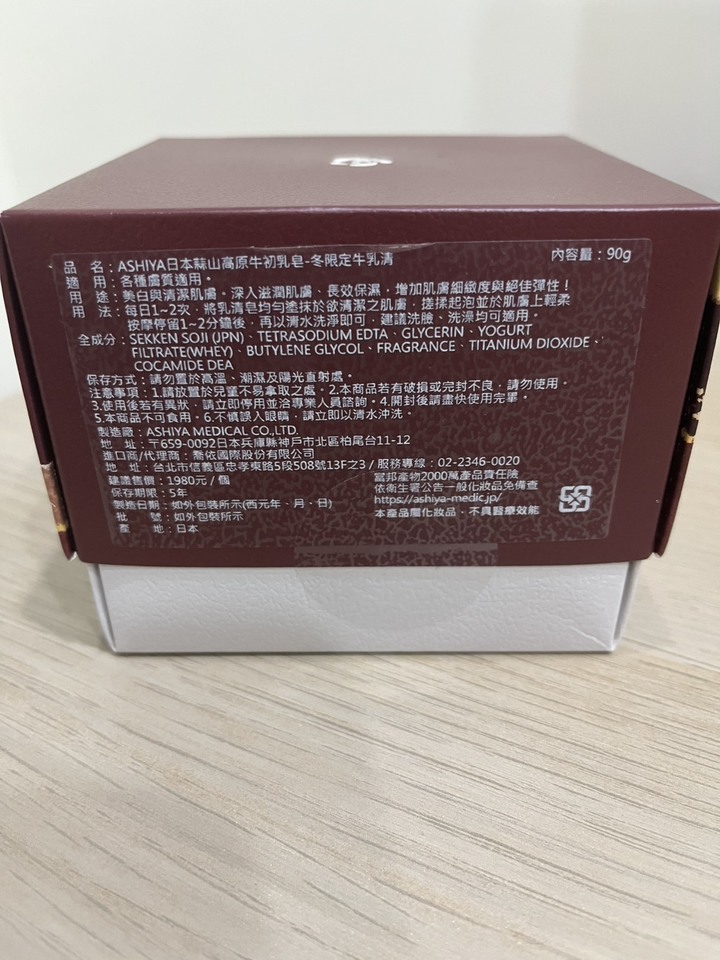 品 名：ASHIYA日本蒜山高原牛初乳皂-冬限定牛乳清
內容量：90g
適 用：各種膚質適用。
用 途：美白與清潔肌膚。深入滋潤肌膚、長效保濕，增加肌膚細緻度與絕佳彈性！
用 法：每日1~2次，將乳清皂均勻塗抹於欲清潔之肌膚，搓揉起泡並於肌膚上輕柔
按摩停留1~2分鐘後，再以清水洗淨即可，建議洗臉、洗澡均可適用。
全成分：SEKKEN SOJI (JPN)、TETRASODIUM EDTA、GLYCERIN、YOGURT
FILTRATE(WHEY)、BUTYLENE GLYCOL、FRAGRANCE、TITANIUM DIOXIDE、
COCAMIDE DEA
保存方式：請勿置於高溫、潮濕及陽光直射處。
注意事項：1.請放置於兒童不易拿取之處。2.本商品若有破損或完封不良，請勿使用。
3.使用後若有異狀，請立即停用並洽專業人員諮詢。4.開封後請盡快使用完畢。
5.本商品不可食用。6.不慎誤入眼睛，請立即以清水沖洗。
製造廠：ASHIYA MEDICAL CO.,LTD.
地 址：〒659-0092日本兵庫縣神戶市北區柏尾台11-12
進口商/代理商：喬依國際股份有限公司
地 址：台北市信義區忠孝東路5段508號13F之3 / 服務專線：02-2346-0020
建議售價：1980元/個
富邦產物2000萬產品責任險
保存期限：5年
依衛生署公告一般化妝品免備查
製造日期：如外包裝所示(西元年、月、日)
https://ashiya-medic.jp/
批 號：如外包裝所示
本產品屬化妝品、不具醫療效能
產 地：日本